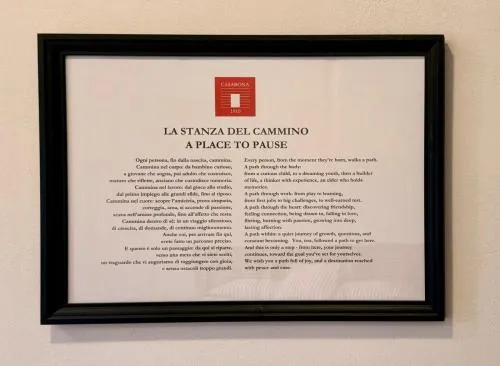 CASABONA
1910
LA STANZA DEL CAMMINO
A PLACE TO PAUSE
Ogni persona, fin dalla nascita, cammina.
Cammina nel corpo: da bambino curioso,
a giovane che sogna, poi adulto che costruisce,
maturo che riflette, anziano che custodisce memoria.
Cammina nel lavoro: dal gioco allo studio,
dal primo impiego alle grandi sfide, fino al riposo.
Cammina nel cuore: scopre l'amicizia, prova simpatia,
corteggia, ama, si accende di passione,
evolve nell'amore profondo, fino all'affetto che resta.
Cammina dentro di sé: in un viaggio silenzioso,
di crescita, di domande, di continuo miglioramento.
Anche voi, per arrivare fin qui,
avete fatto un percorso preciso.
E questo è solo un passaggio: da qui si riparte,
verso una meta che vi siete scelti,
un traguardo che vi auguriamo di raggiungere con gioia,
e senza ostacoli troppo grandi.
Every person, from the moment they're born, walks a path.
A path through the body:
from a curious child, to a dreaming youth, then a builder
of life, a thinker with experience, an elder who holds
memories.
A path through work: from play to learning,
from first jobs to big challenges, to well-earned rest.
A path through the heart: discovering friendship,
feeling connection, being drawn to, falling in love,
flirting, burning with passion, growing into deep,
lasting affection.
A path within: a quiet journey of growth, questions, and
constant becoming. You, too, followed a path to get here.
And this is only a step - from here, your journey
continues, toward the goal you've set for yourselves.
We wish you a path full of joy, and a destination reached
with peace and ease.